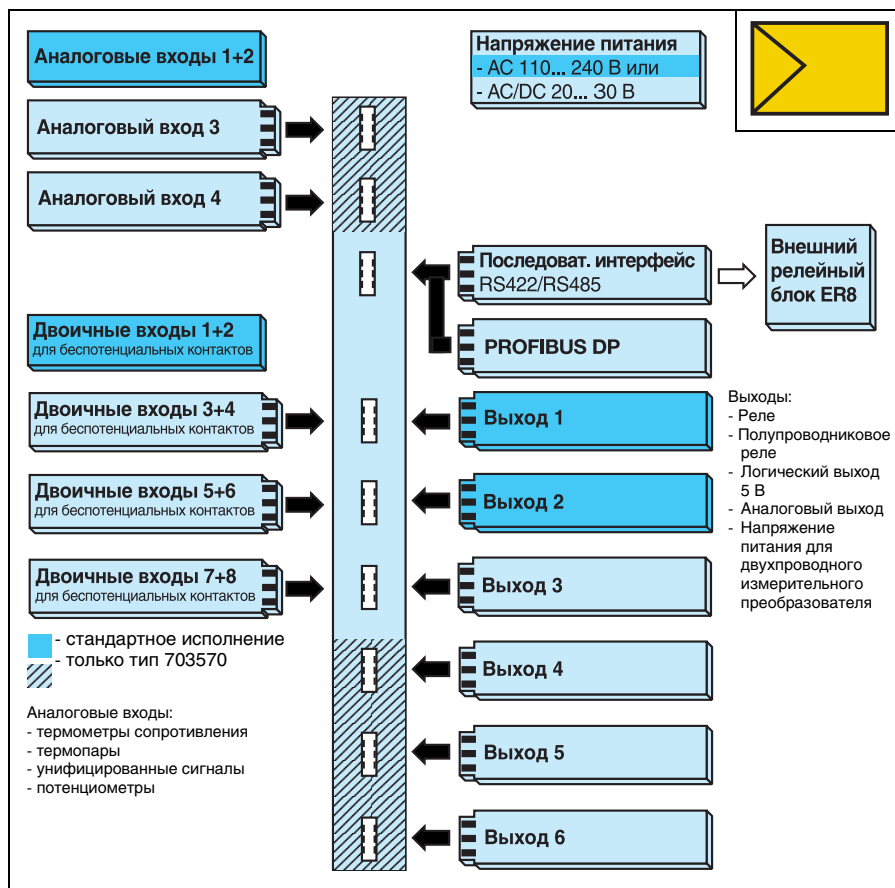 Аналоговые входы 1+2
Аналоговый вход 3
Аналоговый вход 4
Напряжение питания
- AC 110... 240 В или
- AC/DC 20... 30 В
Последоват. интерфейс
RS422/RS485
Внешний
релейный
блок ER8
PROFIBUS DP
Двоичные входы 1+2
для беспотенциальных контактов
Двоичные входы 3+4
для беспотенциальных контактов
Двоичные входы 5+6
для беспотенциальных контактов
Двоичные входы 7+8
для беспотенциальных контактов
Выход 1
Выход 2
Выход 3
Выход 4
Выход 5
Выход 6
Выходы:
- Реле
- Полупроводниковое
реле
- Логический выход
5 В
- Аналоговый выход
- Напряжение
питания для
двухпроводного
измерительного
преобразователя
- стандартное исполнение
- только тип 703570
Аналоговые входы:
- термометры сопротивления
- термопары
- унифицированные сигналы
- потенциометры